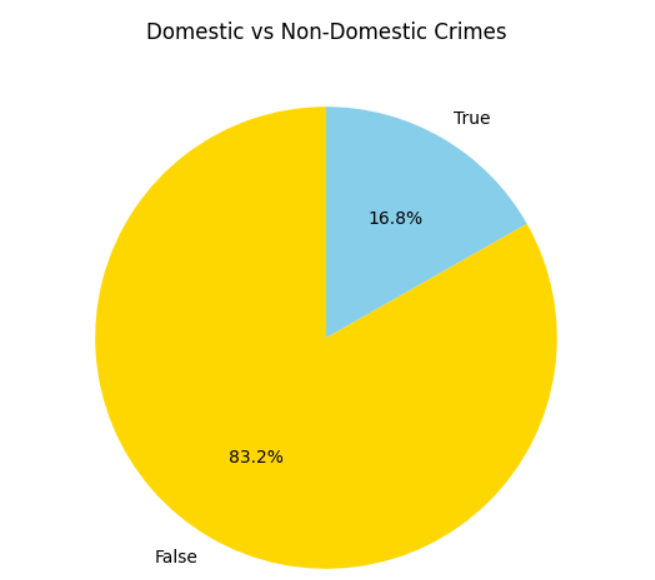 Domestic vs Non-Domestic Crimes
True
16.8%
83.2%
False